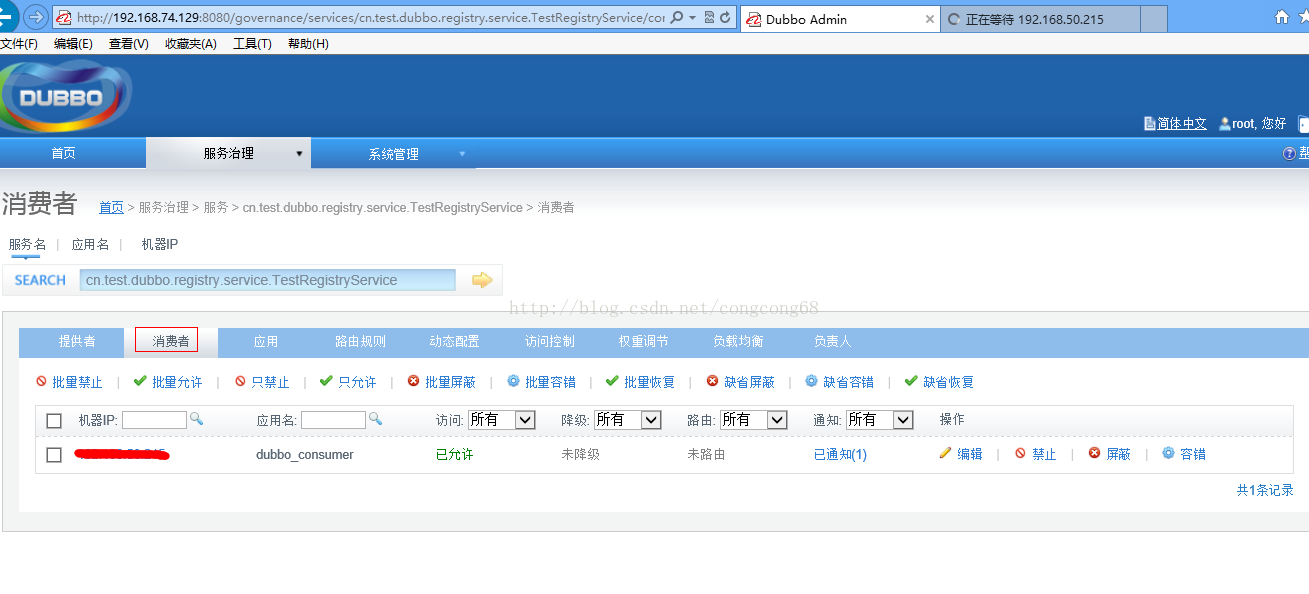 http://192.168.74.129:8080/governance/services/cn.test.dubbo.registry.service.TestRegistryService/cor
Dubbo Admin
正在等待 192.168.50.215
文件(F) 编辑(E) 查看(V) 收藏夹(A) 工具(T) 帮助(H)
DUBBO
简体中文 root, 您好
首页 服务治理 系统管理
消费者 首页 > 服务治理 > 服务 > cn.test.dubbo.registry.service.TestRegistryService > 消费者
服务名 | 应用名 | 机器IP
SEARCH cn.test.dubbo.registry.service.TestRegistryService
http://blog.csdn.net/congcong68
提供者 消费者 应用 路由规则 动态配置 访问控制 权重调节 负载均衡 负责人
批量禁止 | 批量允许 | 只禁止 | 只允许 | 批量屏蔽 | 批量容错 | 批量恢复 | 缺省屏蔽 | 缺省容错 | 缺省恢复
机器IP: 应用名: 访问: 所有 降级: 所有 路由: 所有 通知: 所有 操作
dubbo_consumer 已允许 未降级 未路由 已通知(1) 编辑 | 禁止 | 屏蔽 | 容错
共1条记录